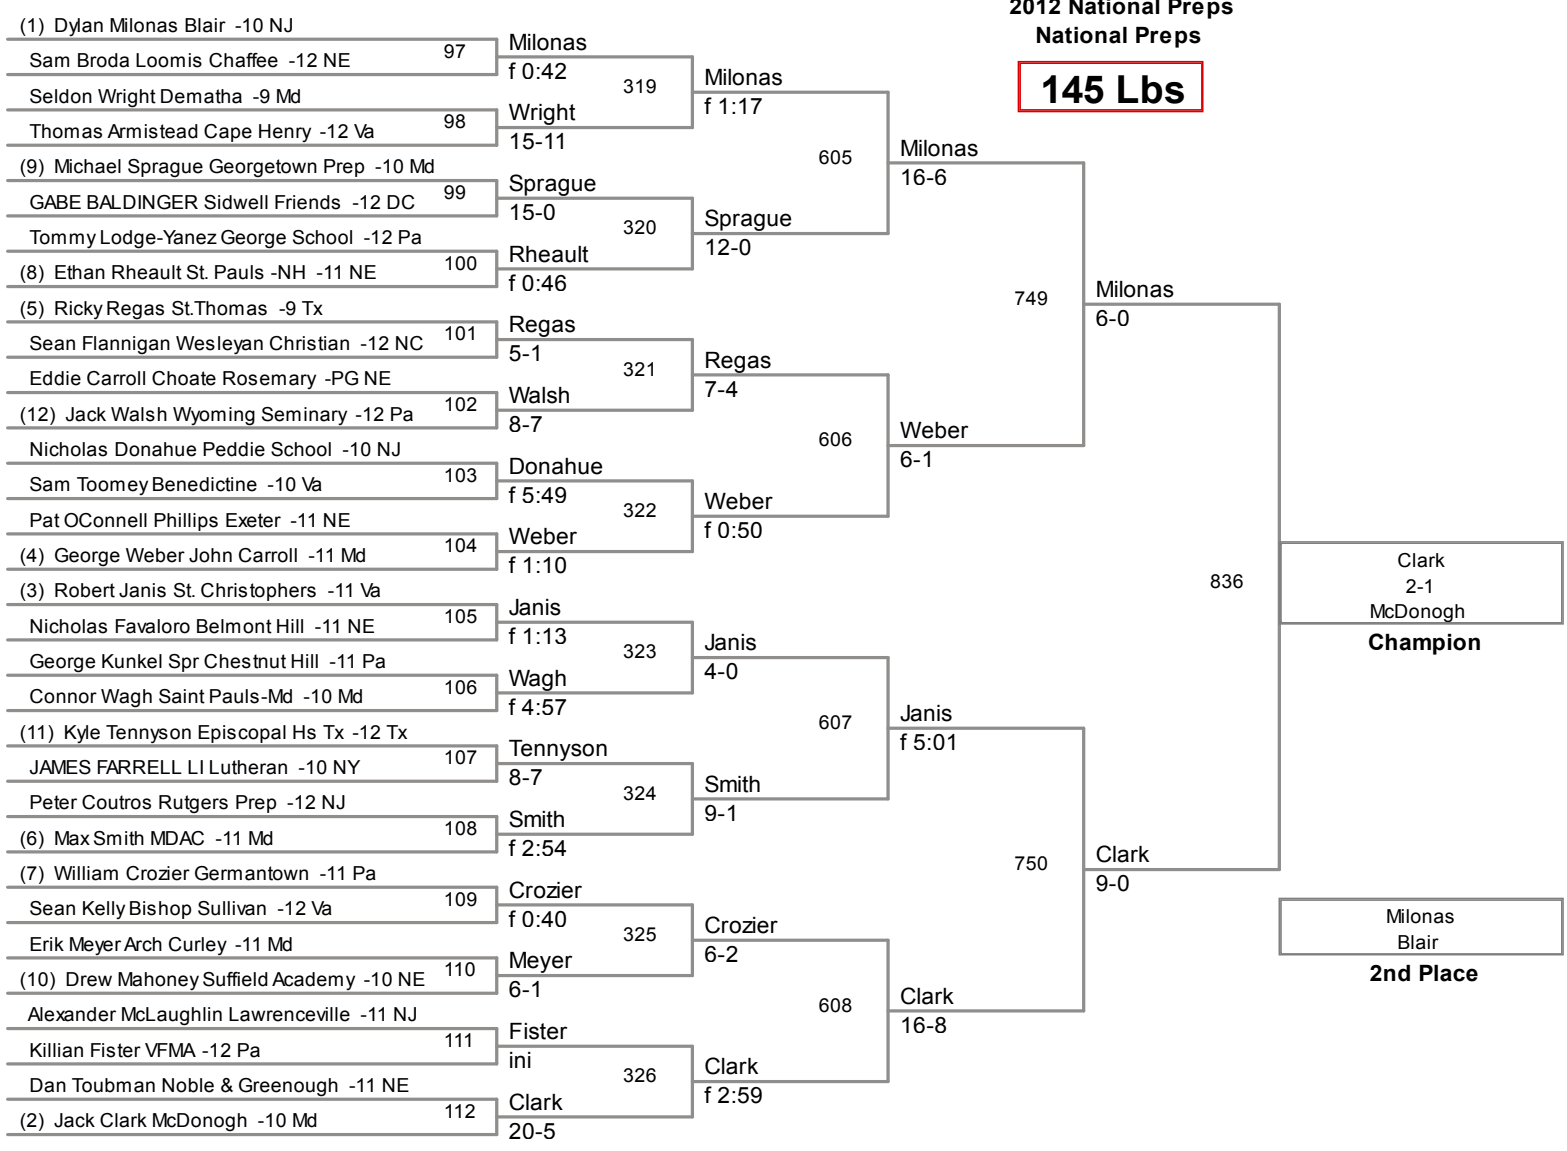 2012 National Preps
National Preps
145 Lbs
(1) Dylan Milonas Blair -10 NJ
Sam Broda Loomis Chaffee -12 NE
Seldon Wright Dematha -9 Md
Thomas Armistead Cape Henry -12 Va
(9) Michael Sprague Georgetown Prep -10 Md
GABE BALDINGER Sidwell Friends -12 DC
Tommy Lodge-Yanez George School -12 Pa
(8) Ethan Rheault St. Pauls -NH -11 NE
(5) Ricky Regas St.Thomas -9 Tx
Sean Flannigan Wesleyan Christian -12 NC
Eddie Carroll Choate Rosemary -PG NE
(12) Jack Walsh Wyoming Seminary -12 Pa
Nicholas Donahue Peddie School -10 NJ
Sam Toomey Benedictine -10 Va
Pat OConnell Phillips Exeter -11 NE
(4) George Weber John Carroll -11 Md
(3) Robert Janis St. Christophers -11 Va
Nicholas Favaloro Belmont Hill -11 NE
George Kunkel Spr Chestnut Hill -11 Pa
Connor Wagh Saint Pauls-Md -10 Md
(11) Kyle Tennyson Episcopal Hs Tx -12 Tx
JAMES FARRELL LI Lutheran -10 NY
Peter Coutros Rutgers Prep -12 NJ
(6) Max Smith MDAC -11 Md
(7) William Crozier Germantown -11 Pa
Sean Kelly Bishop Sullivan -12 Va
Erik Meyer Arch Curley -11 Md
(10) Drew Mahoney Suffield Academy -10 NE
Alexander McLaughlin Lawrenceville -11 NJ
Killian Fister VFMA -12 Pa
Dan Toubman Noble & Greenough -11 NE
(2) Jack Clark McDonogh -10 Md
97
98
99
100
101
102
103
104
105
106
107
108
109
110
111
112
Milonas
f 0:42
Wright
15-11
Sprague
15-0
Rheault
f 0:46
Regas
5-1
Walsh
8-7
Donahue
f 5:49
Weber
f 1:10
Janis
f 1:13
Wagh
f 4:57
Tennyson
8-7
Smith
f 2:54
Crozier
f 0:40
Meyer
6-1
Fister
ini
Clark
20-5
319
320
321
322
323
324
325
326
Milonas
f 1:17
Sprague
12-0
Regas
7-4
Weber
f 0:50
Janis
4-0
Smith
9-1
Crozier
6-2
Clark
f 2:59
605
606
607
608
Milonas
16-6
Weber
6-1
Janis
f 5:01
Clark
16-8
749
750
Milonas
6-0
Clark
9-0
836
Clark
2-1
McDonogh
Champion
Milonas
Blair
2nd Place